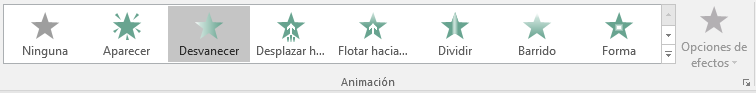 Ninguna Aparecer Desvanecer Desplazar h... Flotar hacia... Dividir Barrido Forma
Opciones de
efectos
Animación